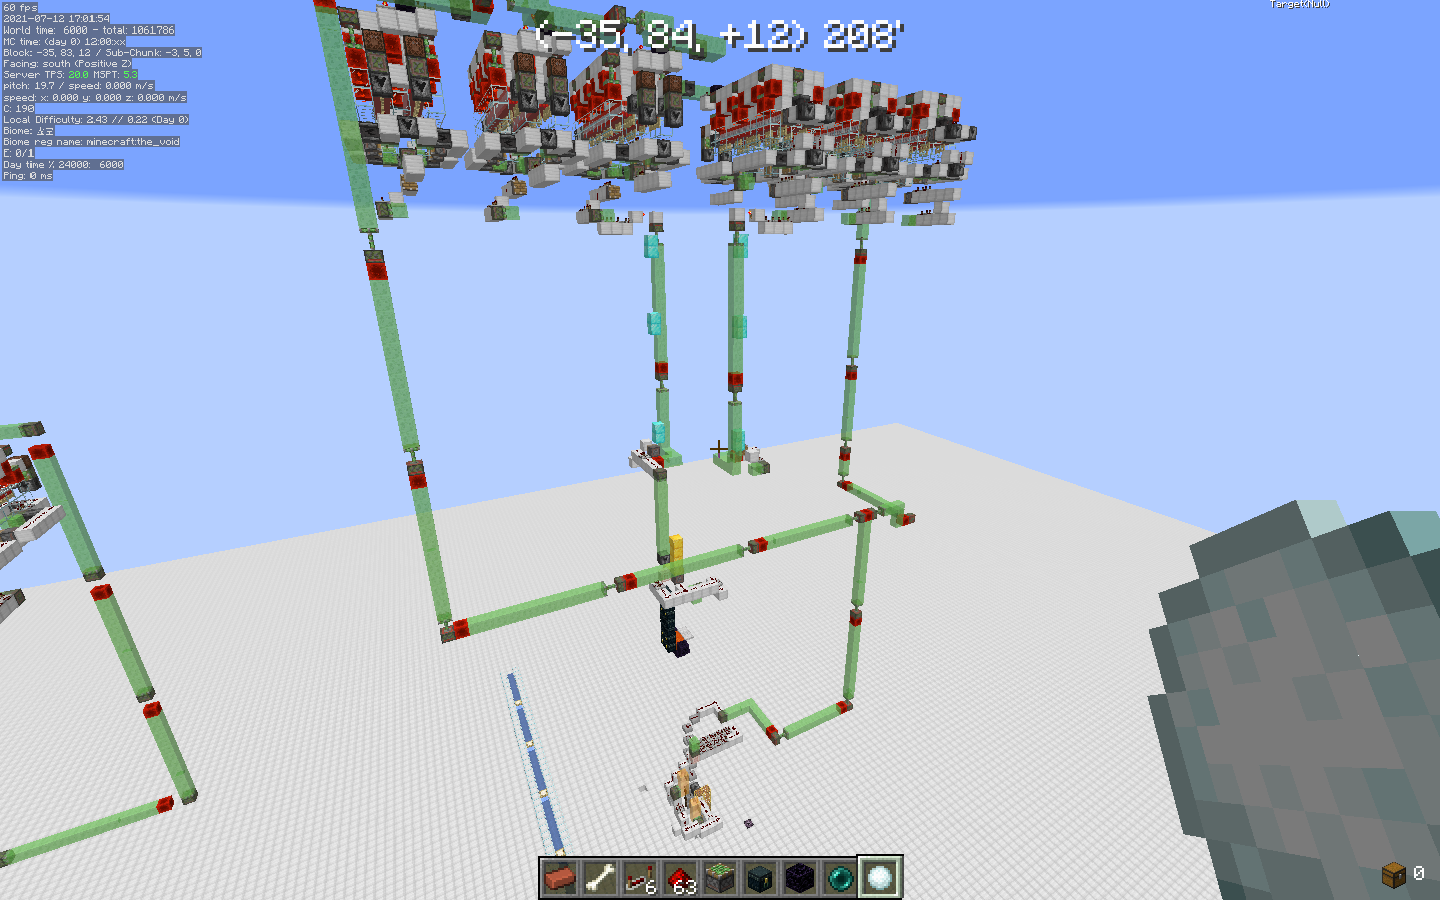 60 fps
2021-07-12 17:01:54
World time: 6000 - total: 1061786
MC time: (day 0) 12:00:xx
Block: -35, 83, 12 / Sub-Chunk: -3, 5, 0
Facing: south (Positive Z)
Server TPS: 20.0 MSPT: 5.3
pitch: 19.7 / speed: 0.000 m/s
speed: x: 0.000 y: 0.000 z: 0.000 m/s
C: 190
Local Difficulty: 2.43 // 0.22 (Day 0)
Biome:
Biome reg name: minecraft:the_void
E: 0/1
Day time % 24000: 6000
Ping: 0 ms
(-35, 84, +12) 208°
Target(Null)
6
63
0